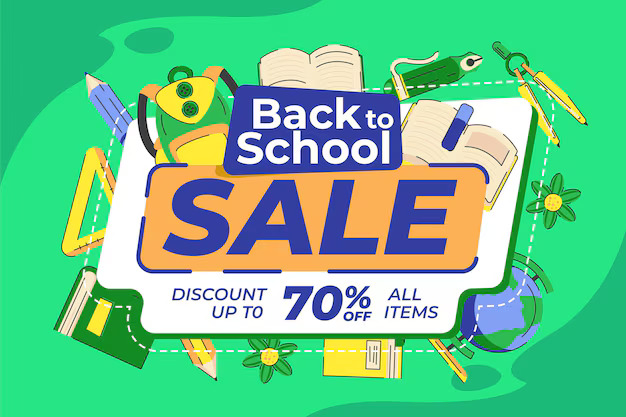 Back to
School
SALE
DISCOUNT
UP TO
70%
OFF
ALL
ITEMS